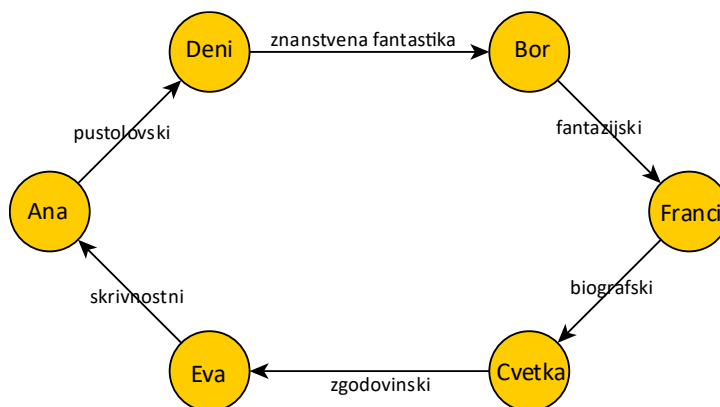 Deni
znanstvena fantastika
Bor
pustolovski
fantazijski
Ana
Franci
skrivnostni
biografski
Eva
zgodovinski
Cvetka